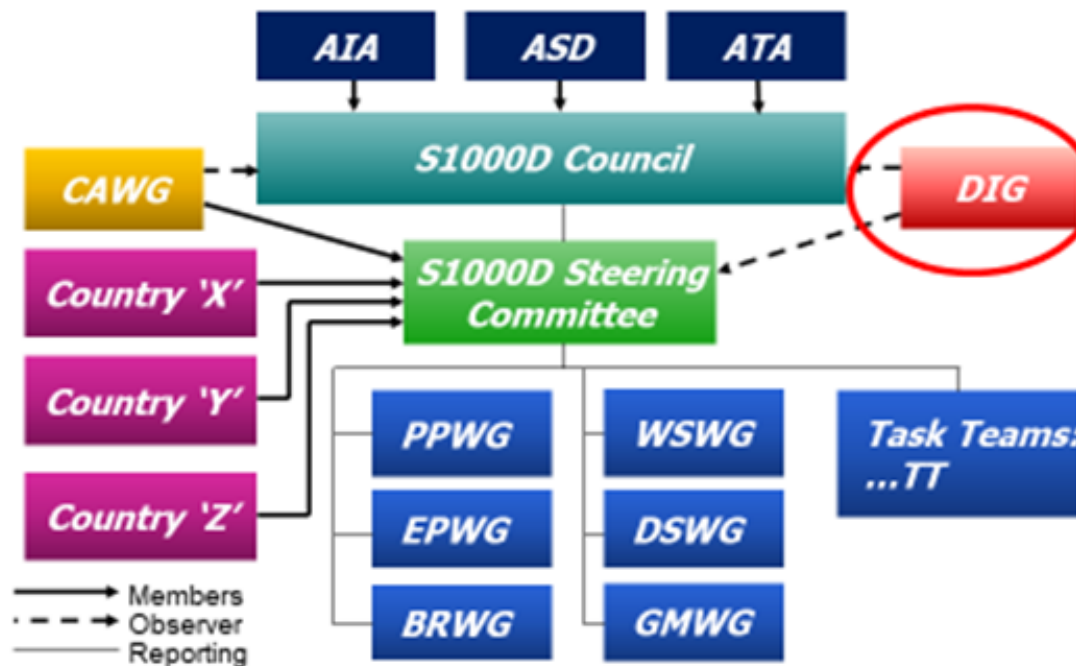 AIA
ASD
ATA
S1000D Council
CAWG
DIG
S1000D Steering
Committee
Country ‘X’
Country ‘Y’
Country ‘Z’
PPWG
WSWG
Task Teams:
...TT
EPWG
DSWG
BRWG
GMWG
Members
Observer
Reporting